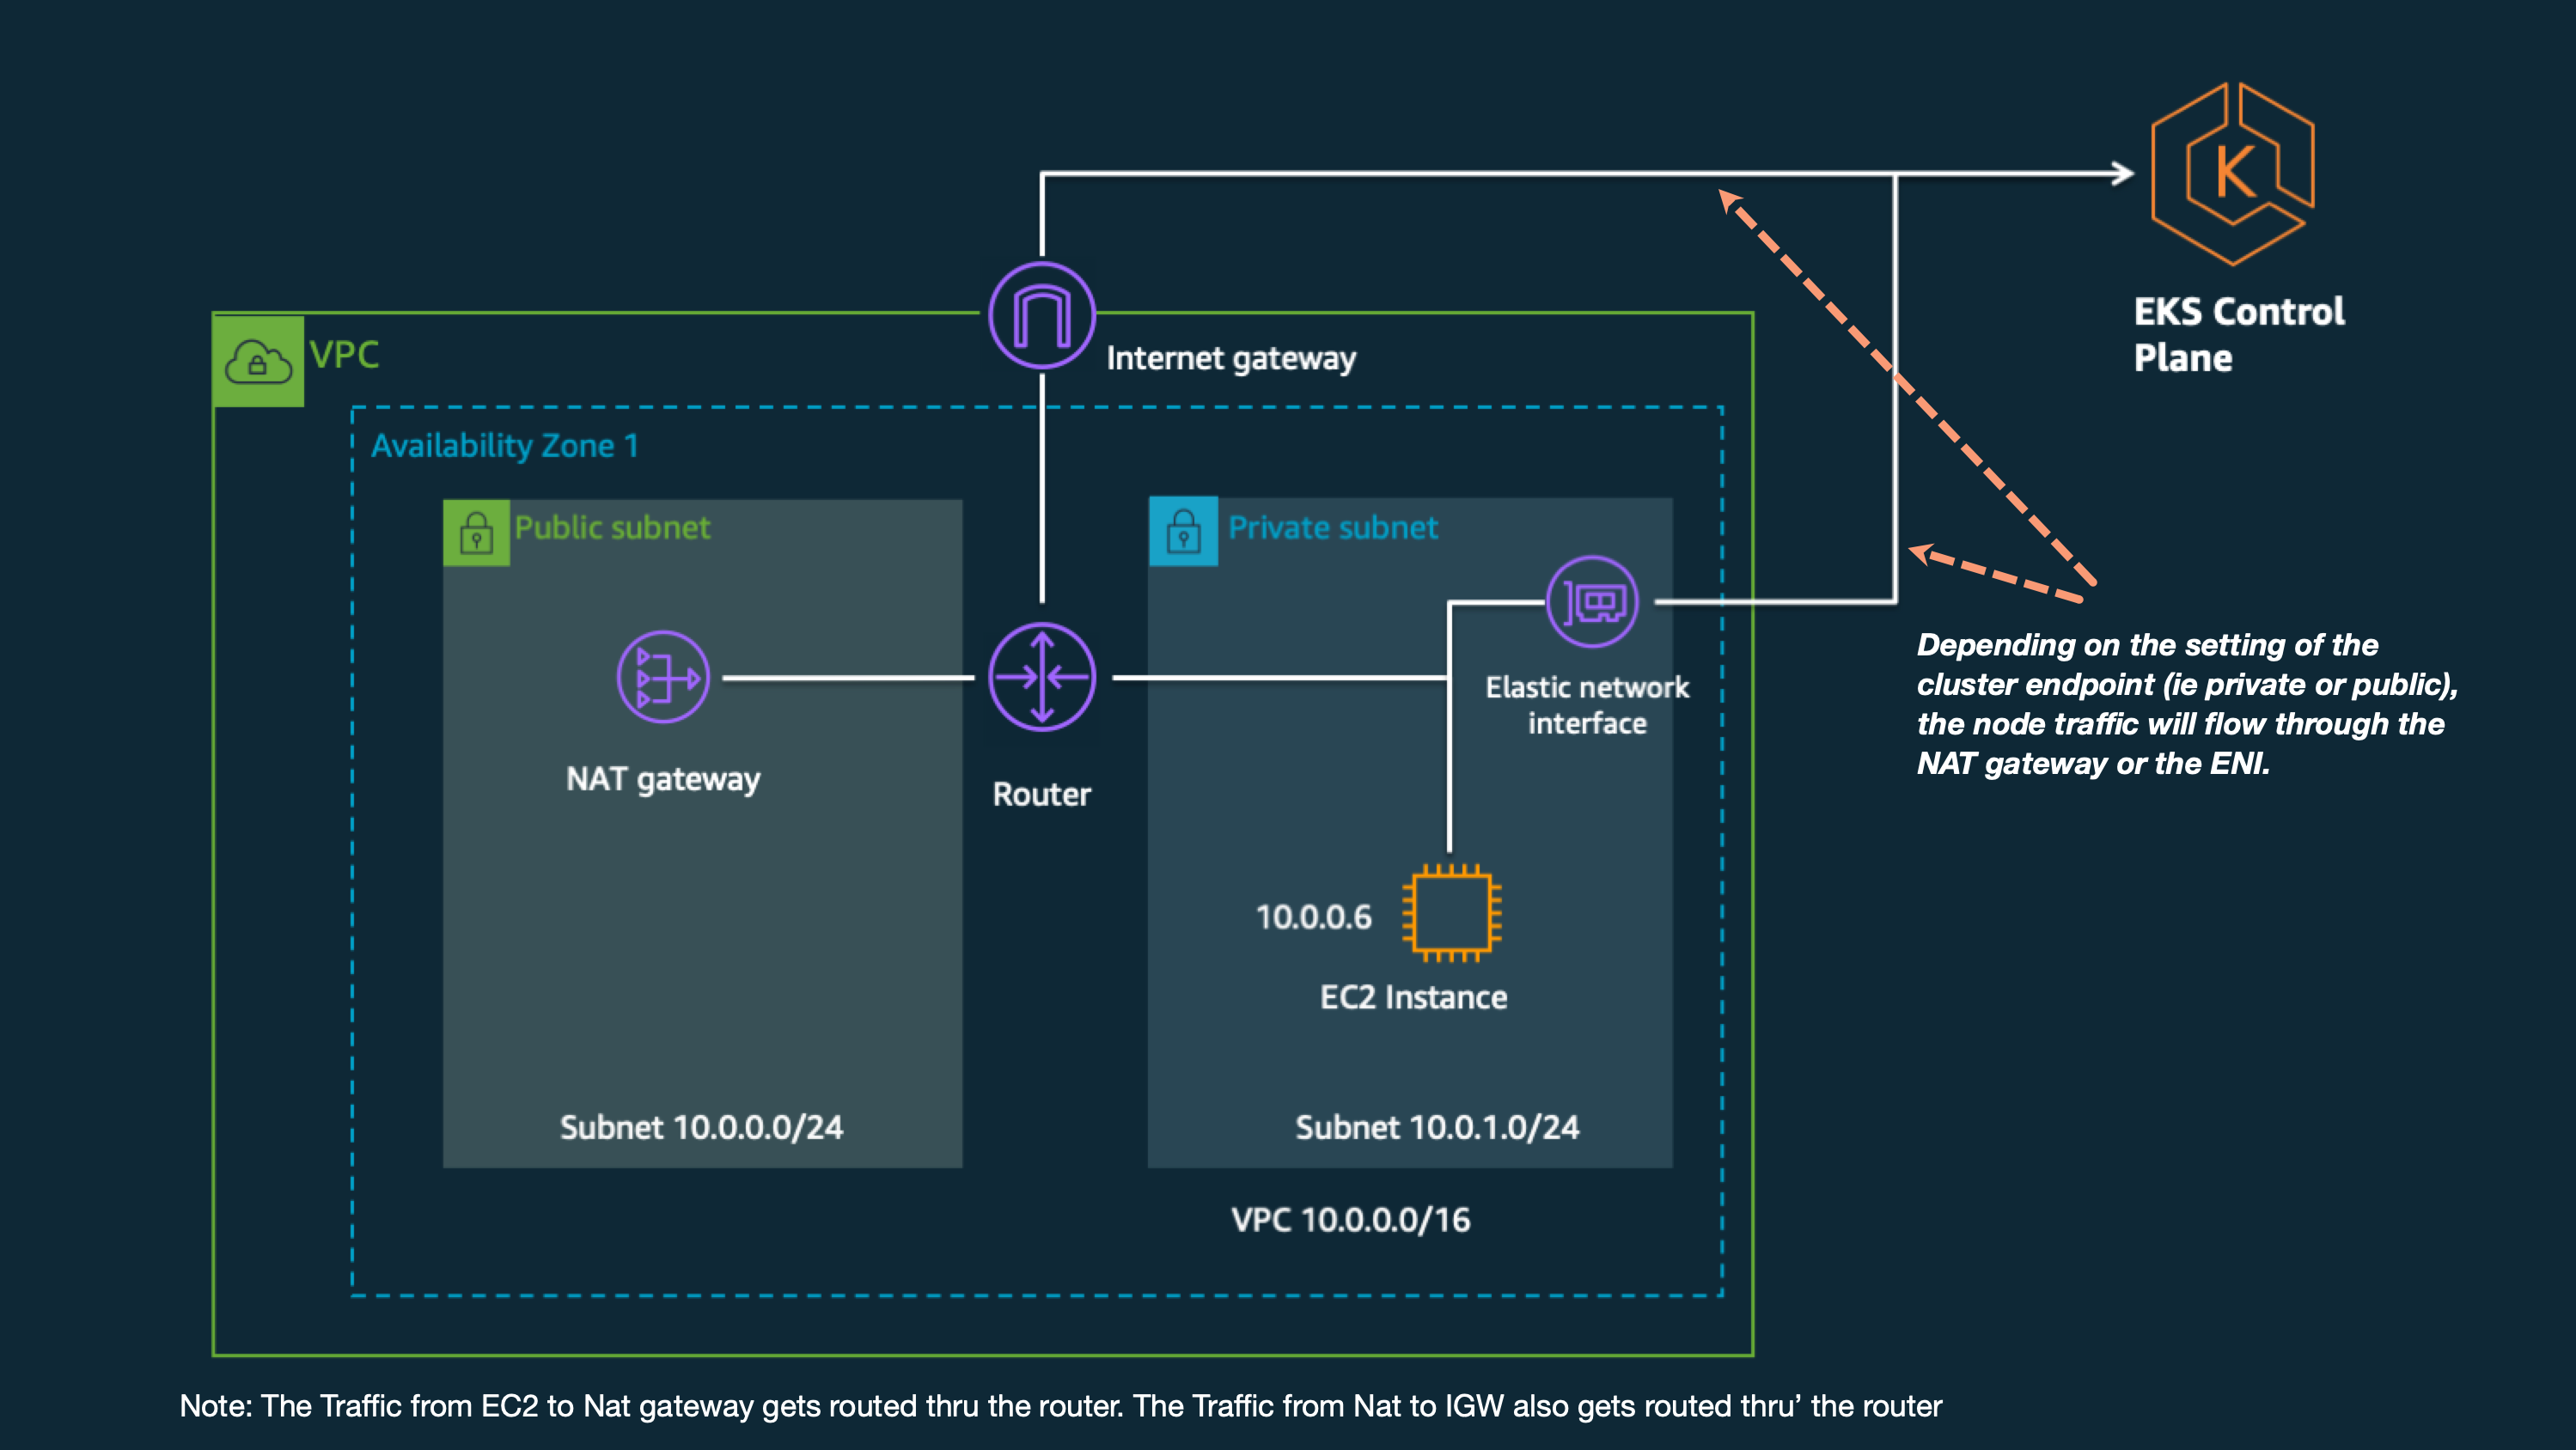 K
EKS Control
Plane
VPC
Internet gateway
Availability Zone 1
Public subnet
Private subnet
NAT gateway
Router
Elastic network
interface
Depending on the setting of the
cluster endpoint (ie private or public),
the node traffic will flow through the
NAT gateway or the ENI.
10.0.0.6
EC2 Instance
Subnet 10.0.0.0/24
Subnet 10.0.1.0/24
VPC 10.0.0.0/16
Note: The Traffic from EC2 to Nat gateway gets routed thru the router. The Traffic from Nat to IGW also gets routed thru’ the router